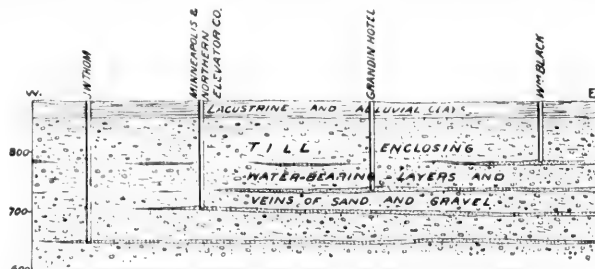 J.W.THOM
MINNEAPOLIS &
NORTHERN
ELEVATOR CO.
GRANDIN HOTEL
Wm BLACK
W.
E
LACUSTRINE AND ALLUVIAL CLAYS
TILL ENCLOSING
800
WATER-BEARING LAYERS AND
VEINS OF SAND AND GRAVEL
700
600